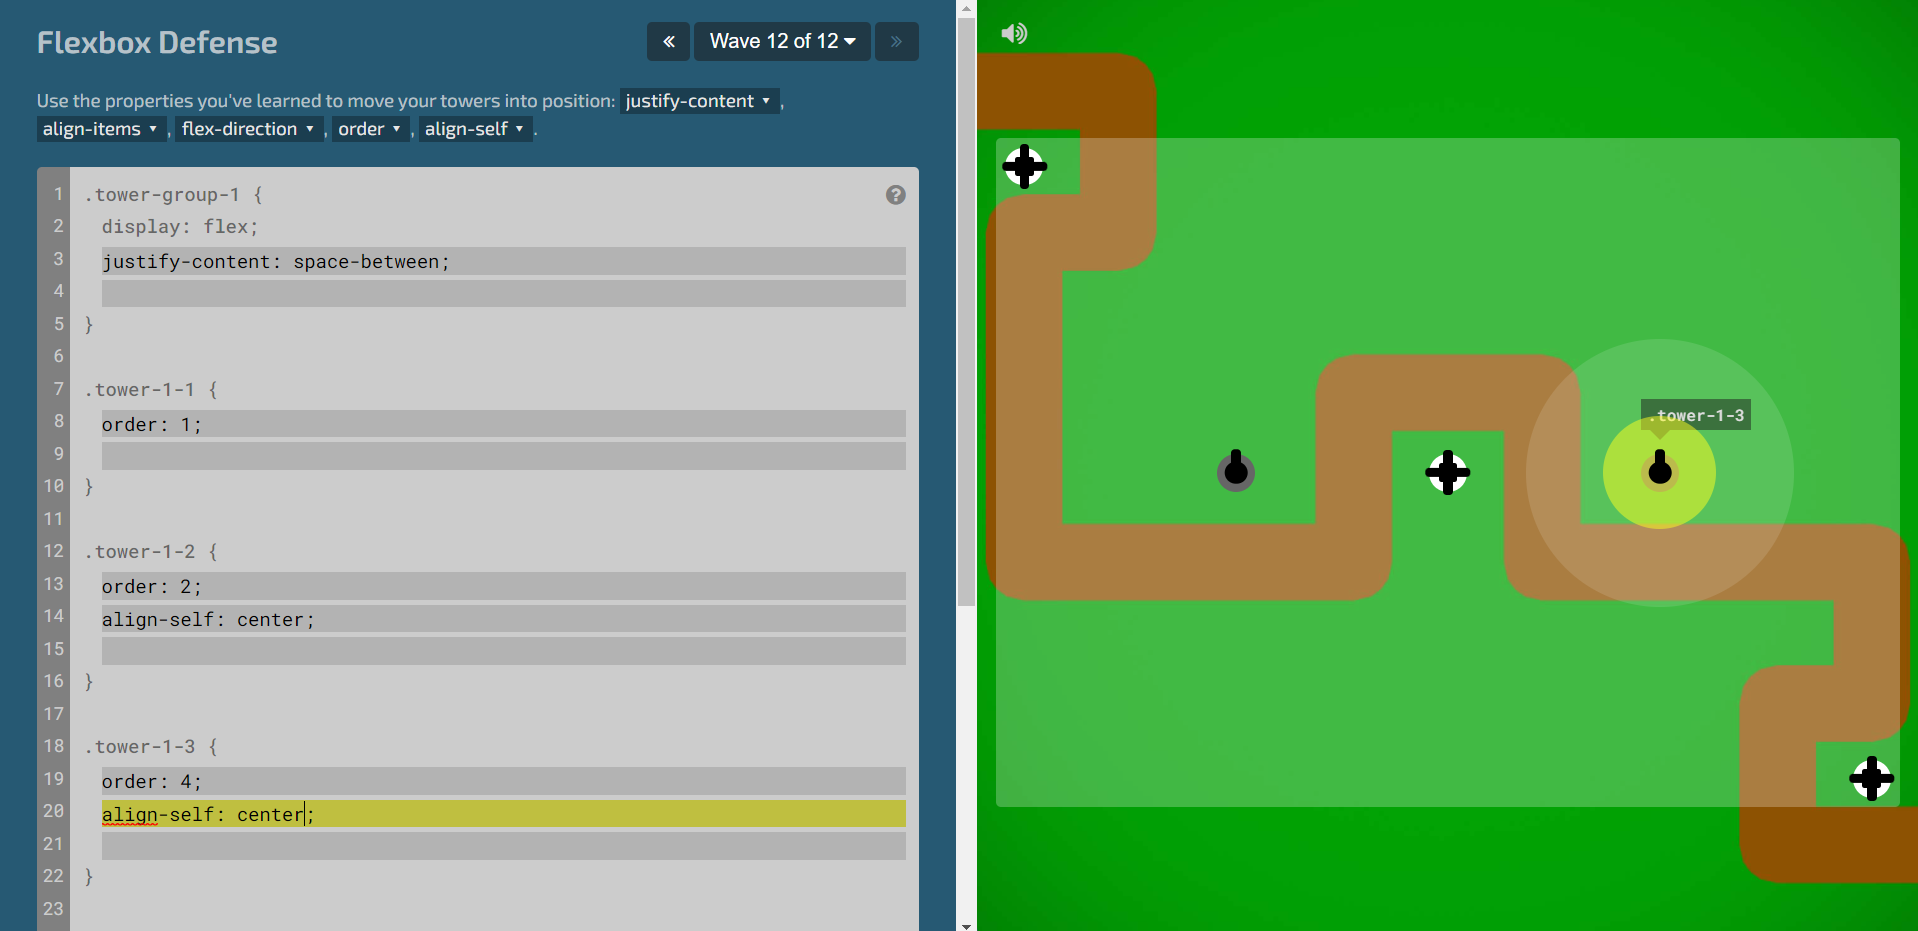 Flexbox Defense
« Wave 12 of 12 »
Use the properties you've learned to move your towers into position: justify-content ▾ ,
align-items ▾ , flex-direction ▾ , order ▾ , align-self ▾ .
1 .tower-group-1 { ?
2 display: flex;
3 justify-content: space-between;
4
5 }
6
7 .tower-1-1 {
8 order: 1;
9
10 }
11
12 .tower-1-2 {
13 order: 2;
14 align-self: center;
15
16 }
17
18 .tower-1-3 {
19 order: 4;
20 align-self: center;
21
22 }
23
.tower-1-3